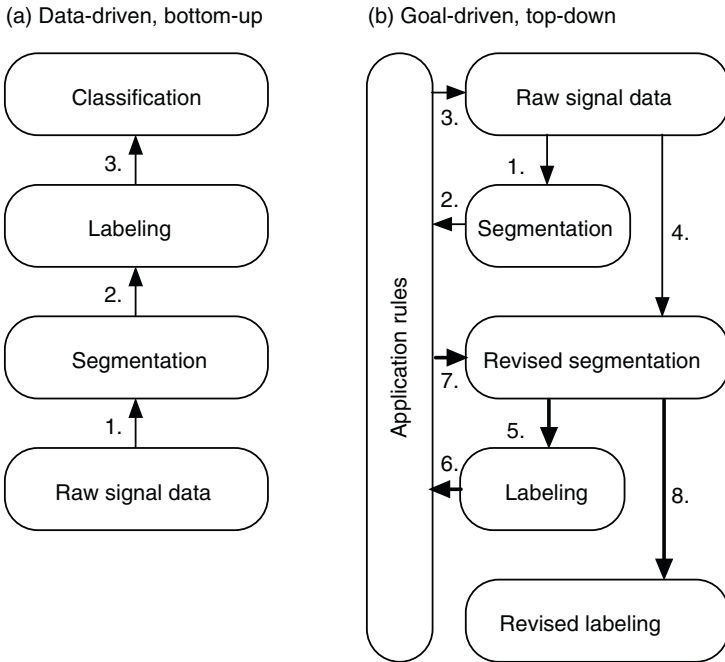 (a) Data-driven, bottom-up
Classification
3.
Labeling
2.
Segmentation
1.
Raw signal data
(b) Goal-driven, top-down
Application rules
Raw signal data
3.
1.
2.
Segmentation
4.
Revised segmentation
7.
5.
6.
Labeling
8.
Revised labeling